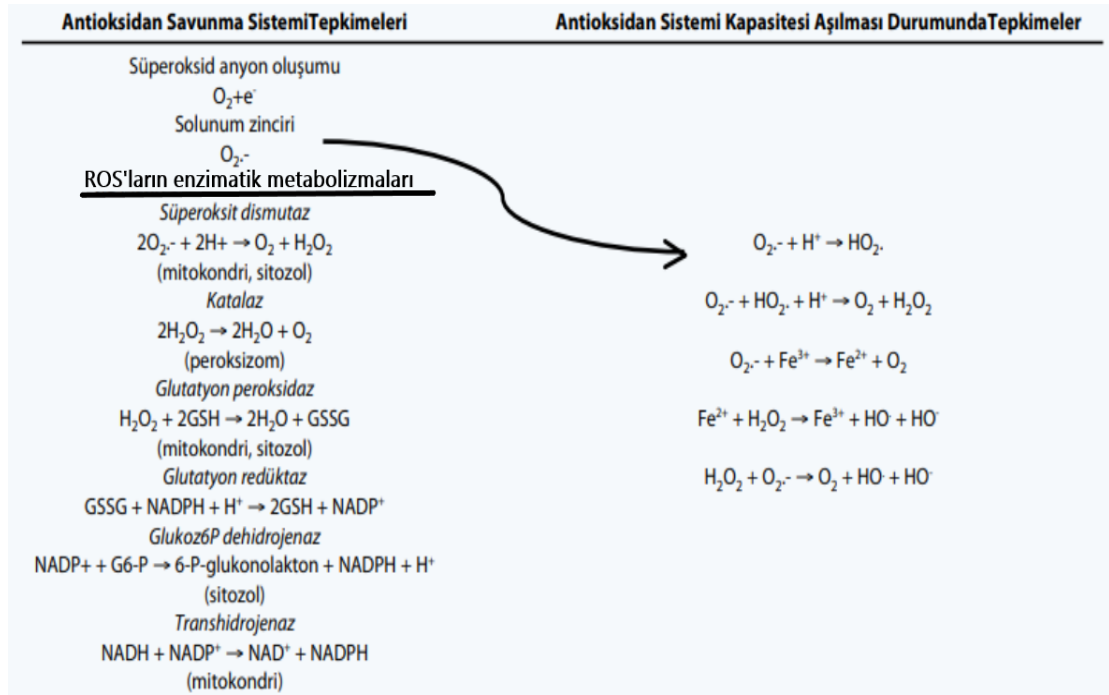 Antioksidan Savunma SistemiTepkimeleri
Süperoksid anyon oluşumu
O₂+e⁻
Solunum zinciri
O₂.-
ROS'ların enzimatik metabolizmaları
Süperoksit dismutaz
2O₂.- + 2H+ → O₂ + H₂O₂
(mitokondri, sitozol)
Katalaz
2H₂O₂ → 2H₂O + O₂
(peroksizom)
Glutatyon peroksidaz
H₂O₂ + 2GSH → 2H₂O + GSSG
(mitokondri, sitozol)
Glutatyon redüktaz
GSSG + NADPH + H⁺ → 2GSH + NADP⁺
Glukoz6P dehidrojenaz
NADP+ + G6-P → 6-P-glukonolakton + NADPH + H⁺
(sitozol)
Transhidrojenaz
NADH + NADP⁺ → NAD⁺ + NADPH
(mitokondri)
Antioksidan Sistemi Kapasitesi Aşılması DurumundaTepkimeler
O₂.- + H⁺ → HO₂.
O₂.- + HO₂. + H⁺ → O₂ + H₂O₂
O₂.- + Fe³⁺ → Fe²⁺ + O₂
Fe²⁺ + H₂O₂ → Fe³⁺ + HO· + HO⁻
H₂O₂ + O₂.- → O₂ + HO· + HO⁻